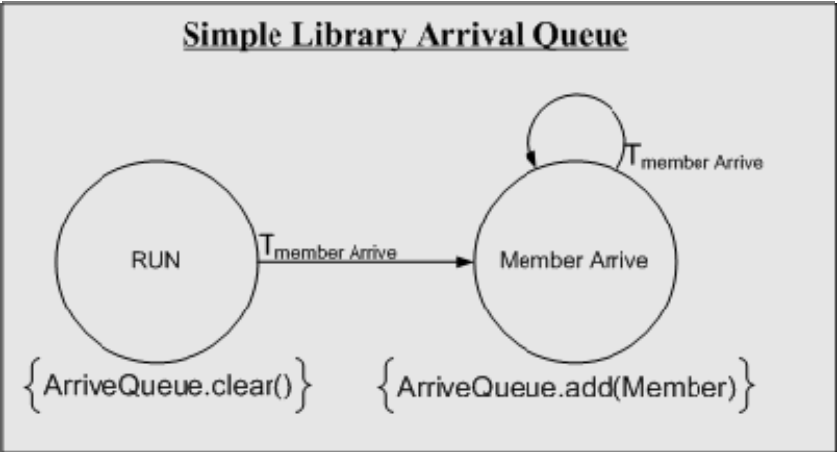 Simple Library Arrival Queue
Tmember Arrive
RUN
Tmember Arrive
Member Arrive
{ArriveQueue.clear()}
{ArriveQueue.add(Member)}